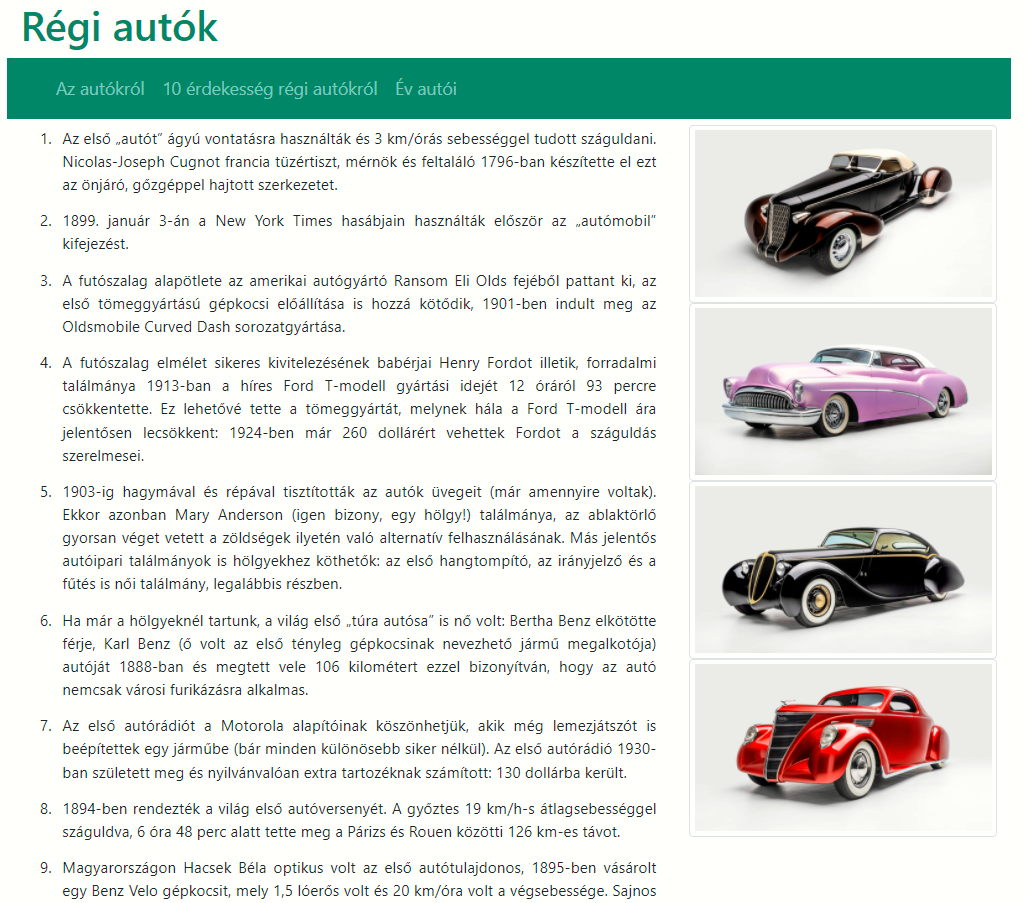 Régi autók
Az autókról 10 érdekesség régi autókról Év autói
1. Az első „autót” ágyú vontatásra használták és 3 km/órás sebességgel tudott száguldani.
Nicolas-Joseph Cugnot francia tüzértiszt, mérnök és feltaláló 1796-ban készítette el ezt
az önjáró, gőzgéppel hajtott szerkezetet.
2. 1899. január 3-án a New York Times hasábjain használták először az „autómobil”
kifejezést.
3. A futószalag alapötlete az amerikai autógyártó Ransom Eli Olds fejéből pattant ki, az
első tömeggyártású gépkocsi előállítása is hozzá kötődik, 1901-ben indult meg az
Oldsmobile Curved Dash sorozatgyártása.
4. A futószalag elmélet sikeres kivitelezésének babérjai Henry Fordot illetik, forradalmi
találmánya 1913-ban a híres Ford T-modell gyártási idejét 12 óráról 93 percre
csökkentette. Ez lehetővé tette a tömeggyártát, melynek hála a Ford T-modell ára
jelentősen lecsökkent: 1924-ben már 260 dollárért vehettek Fordot a száguldás
szerelmesei.
5. 1903-ig hagymával és répával tisztították az autók üvegeit (már amennyire voltak).
Ekkor azonban Mary Anderson (igen bizony, egy hölgy!) találmánya, az ablaktörlő
gyorsan véget vetett a zöldségek ilyetén való alternatív felhasználásának. Más jelentős
autóipari találmányok is hölgyekhez köthetők: az első hangtompító, az irányjelző és a
fűtés is női találmány, legalábbis részben.
6. Ha már a hölgyeknél tartunk, a világ első „túra autósa” is nő volt: Bertha Benz elkötötte
férje, Karl Benz (ő volt az első tényleg gépkocsinak nevezhető jármű megalkotója)
autóját 1888-ban és megtett vele 106 kilométert ezzel bizonyítván, hogy az autó
nemcsak városi furikázásra alkalmas.
7. Az első autórádiót a Motorola alapítóinak köszönhetjük, akik még lemezjátszót is
beépítettek egy járműbe (bár minden különösebb siker nélkül). Az első autórádió 1930-
ban született meg és nyilvánvalóan extra tartozéknak számított: 130 dollárba került.
8. 1894-ben rendezték a világ első autóversenyét. A győztes 19 km/h-s átlagsebességgel
száguldva, 6 óra 48 perc alatt tette meg a Párizs és Rouen közötti 126 km-es távot.
9. Magyarországon Hacsek Béla optikus volt az első autótulajdonos, 1895-ben vásárolt
egy Benz Velo gépkocsit, mely 1,5 lóerős volt és 20 km/óra volt a végsebessége. Sajnos